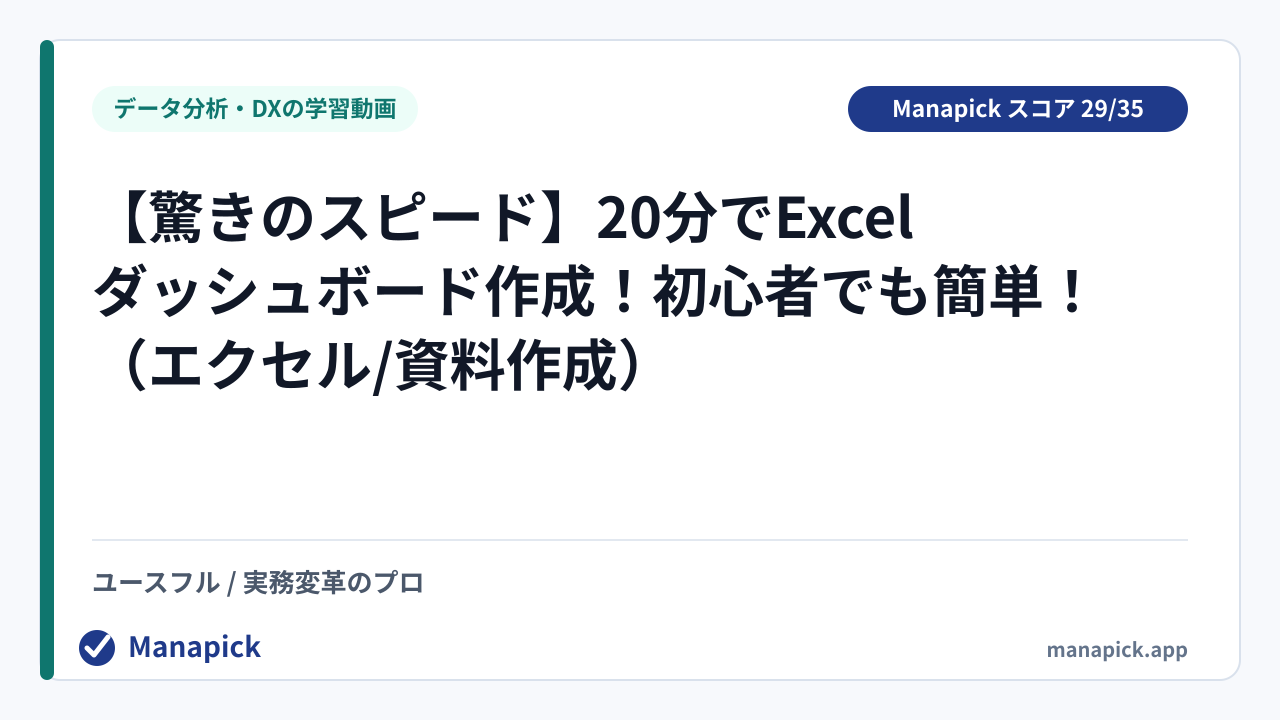 データ分析・DXの学習動画
Manapick スコア 29/35
【驚きのスピード】20分でExcel
ダッシュボード作成！初心者でも簡単！
（エクセル/資料作成）
ユースフル / 実務変革のプロ
Manapick
manapick.app